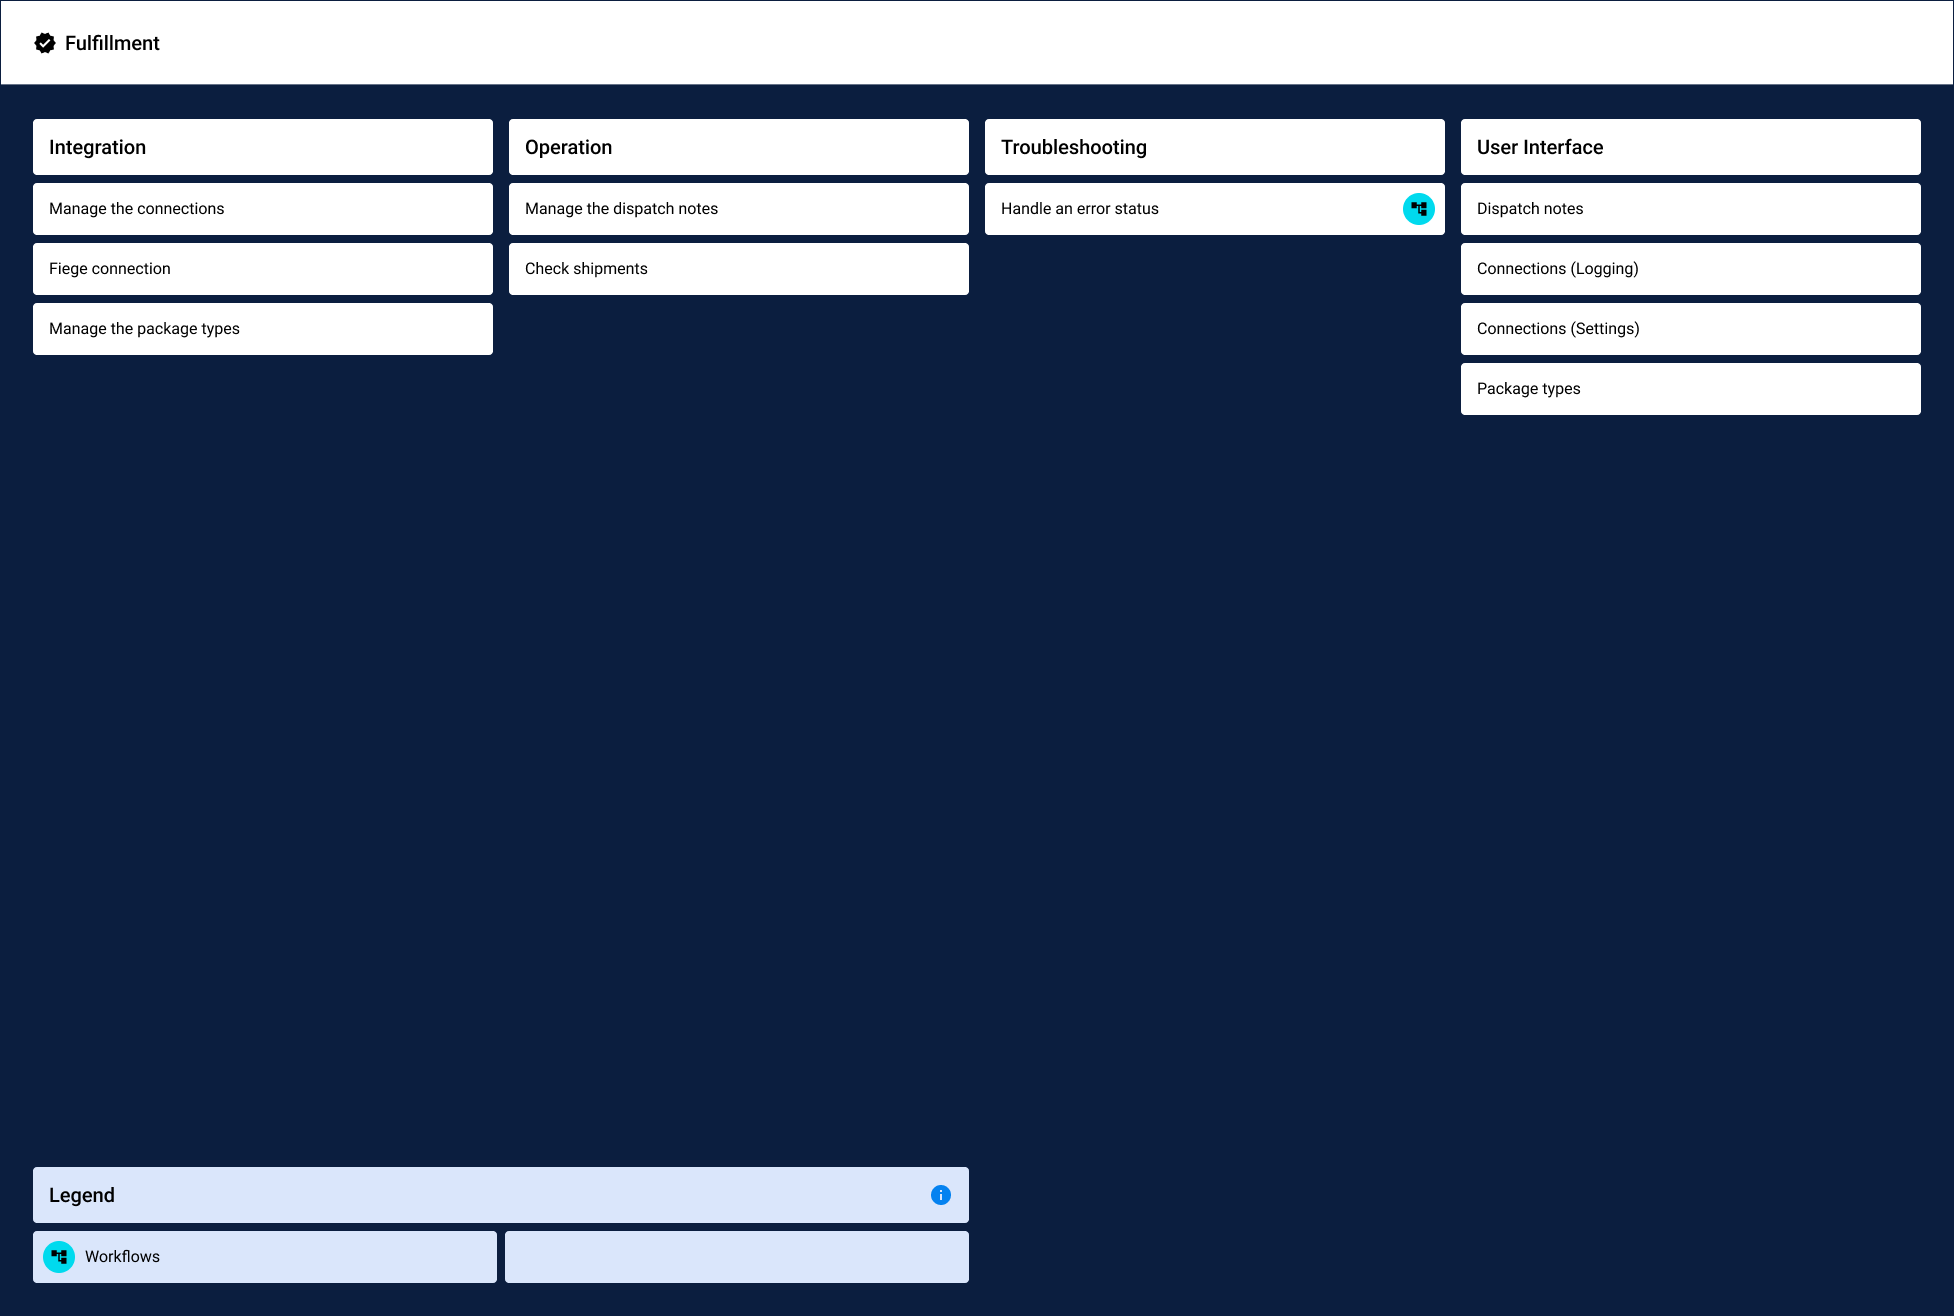 Fulfillment
Integration
Manage the connections
Fiege connection
Manage the package types
Operation
Manage the dispatch notes
Check shipments
Troubleshooting
Handle an error status
User Interface
Dispatch notes
Connections (Logging)
Connections (Settings)
Package types
Legend
Workflows